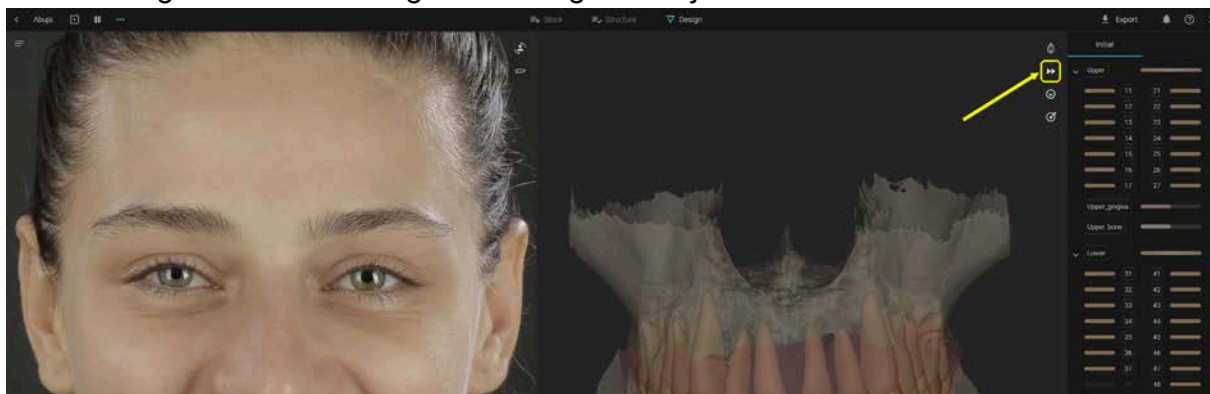 Abuja
Stock
Structure
Design
Export
Initial
Upper
11 21
12 22
13 23
14 24
15 25
16 26
17 27
Upper_gingiva
Upper bone
Lower
31 41
32 42
33 43
34 44
35 45
36 46
37 47
48